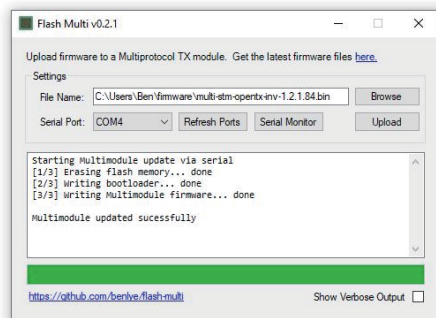 Flash Multi v0.2.1
Upload firmware to a Multiprotocol TX module. Get the latest firmware files here.
Settings
File Name: C:\Users\Ben\firmware\multi-stm-opentx-inv-1.2.1.84.bin Browse
Serial Port: COM4 Refresh Ports Serial Monitor Upload
Starting Multimodule update via serial
[1/3] Erasing flash memory... done
[2/3] Writing bootloader... done
[3/3] Writing Multimodule firmware... done
Multimodule updated sucessfully
https://github.com/benlye/flash-multi Show Verbose Output